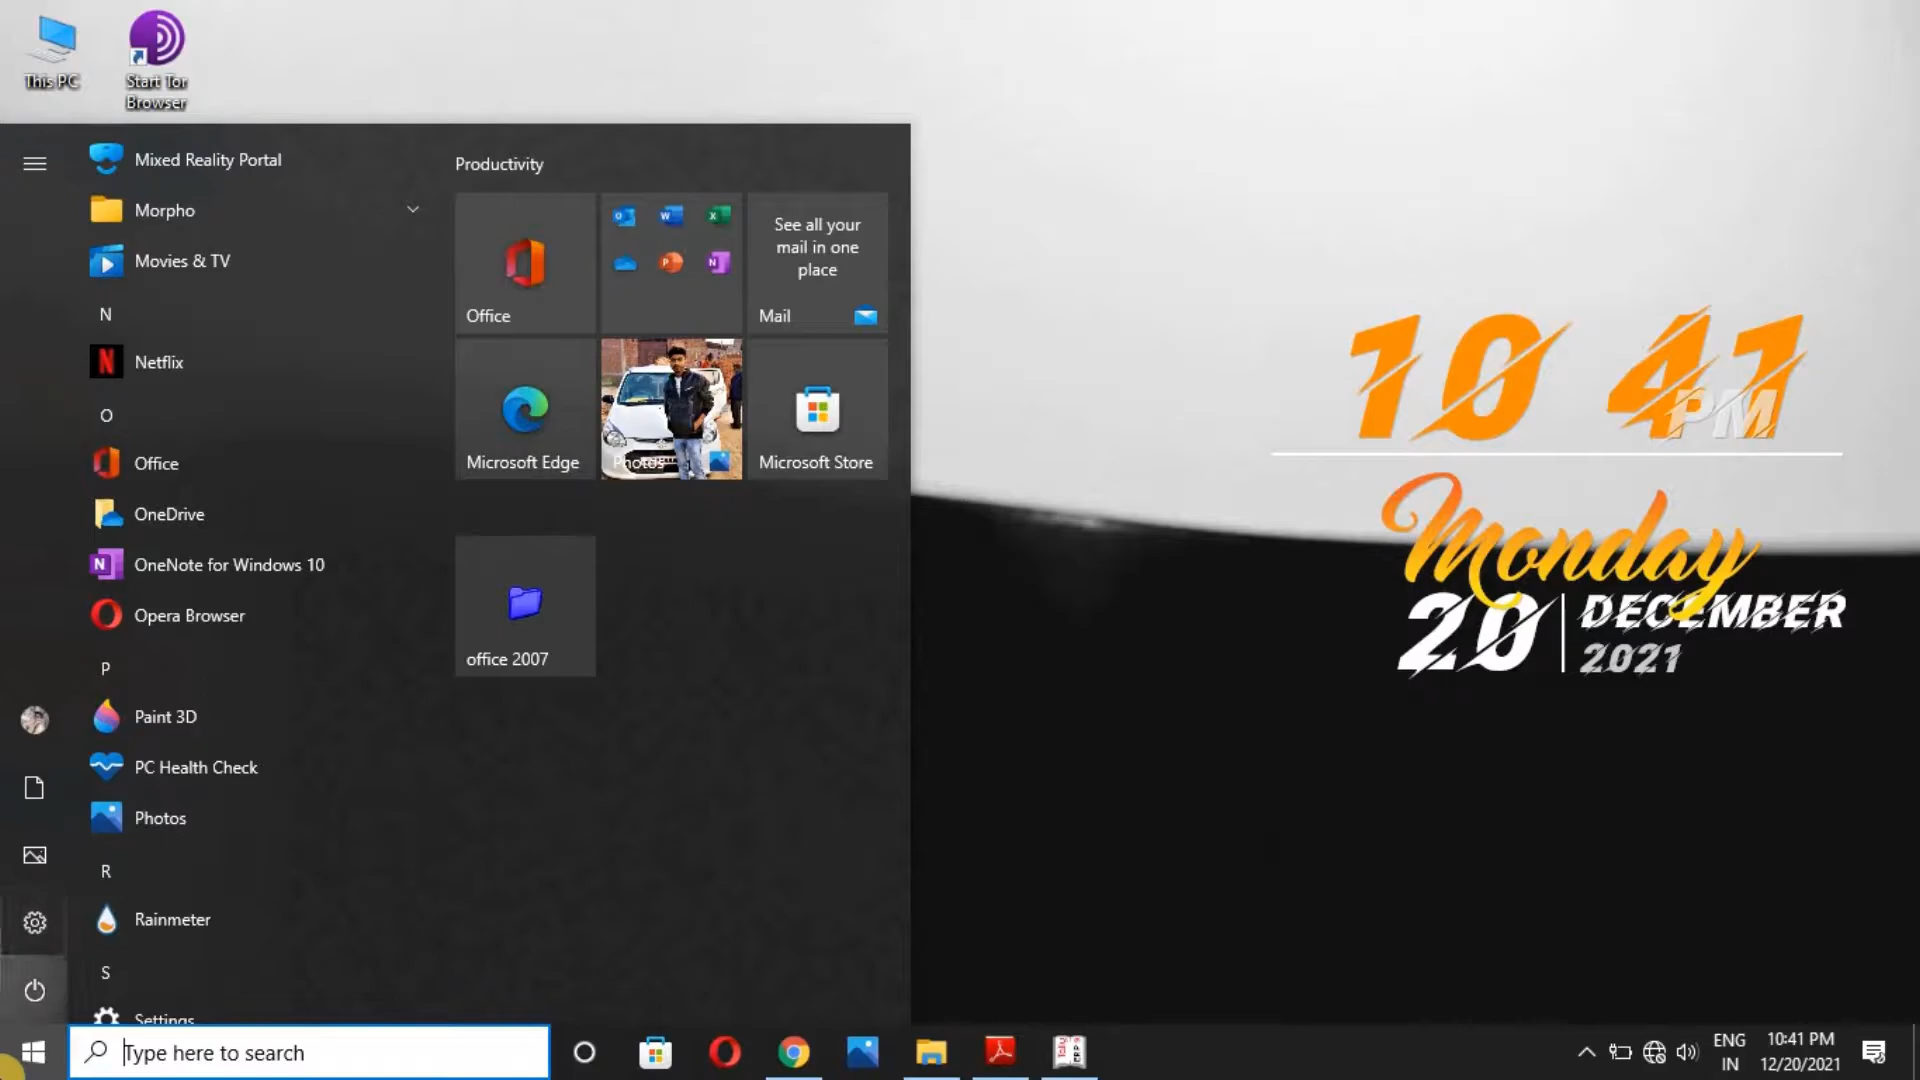 This PC
Start Tor
Browser
Mixed Reality Portal
Morpho
Movies & TV
N
Netflix
O
Office
OneDrive
OneNote for Windows 10
Opera Browser
P
Paint 3D
PC Health Check
Photos
R
Rainmeter
S
Settings
Productivity
Office
See all your
mail in one
place
Mail
Microsoft Edge
Photos
Microsoft Store
office 2007
10 41
PM
Monday
20
DECEMBER
2021
Type here to search
Tally
ERP 9
ENG
IN
10:41 PM
12/20/2021